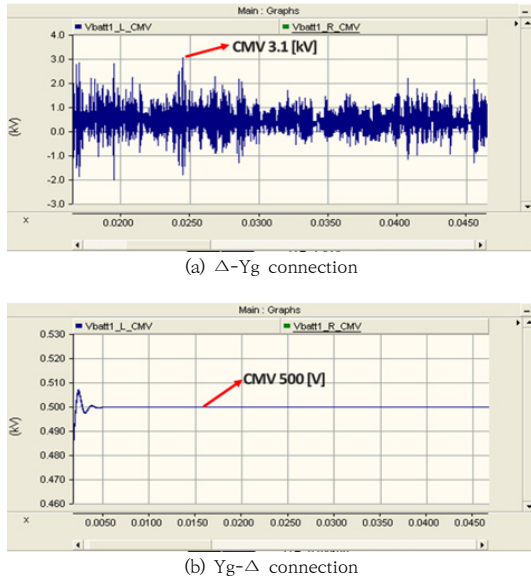 Main : Graphs
Vbatt1_L_CMV Vbatt1_R_CMV
4.0
3.0
2.0
1.0
0.0
-1.0
-2.0
-3.0
(kV)
CMV 3.1 [kV]
x 0.0200 0.0250 0.0300 0.0350 0.0400 0.0450
(a) Δ-Yg connection
Main : Graphs
Vbatt1_L_CMV Vbatt1_R_CMV
0.530
0.520
0.510
0.500
0.490
0.480
0.470
0.460
(kV)
CMV 500 [V]
x 0.0050 0.0100 0.0150 0.0200 0.0250 0.0300 0.0350 0.0400 0.0450
(b) Yg-Δ connection